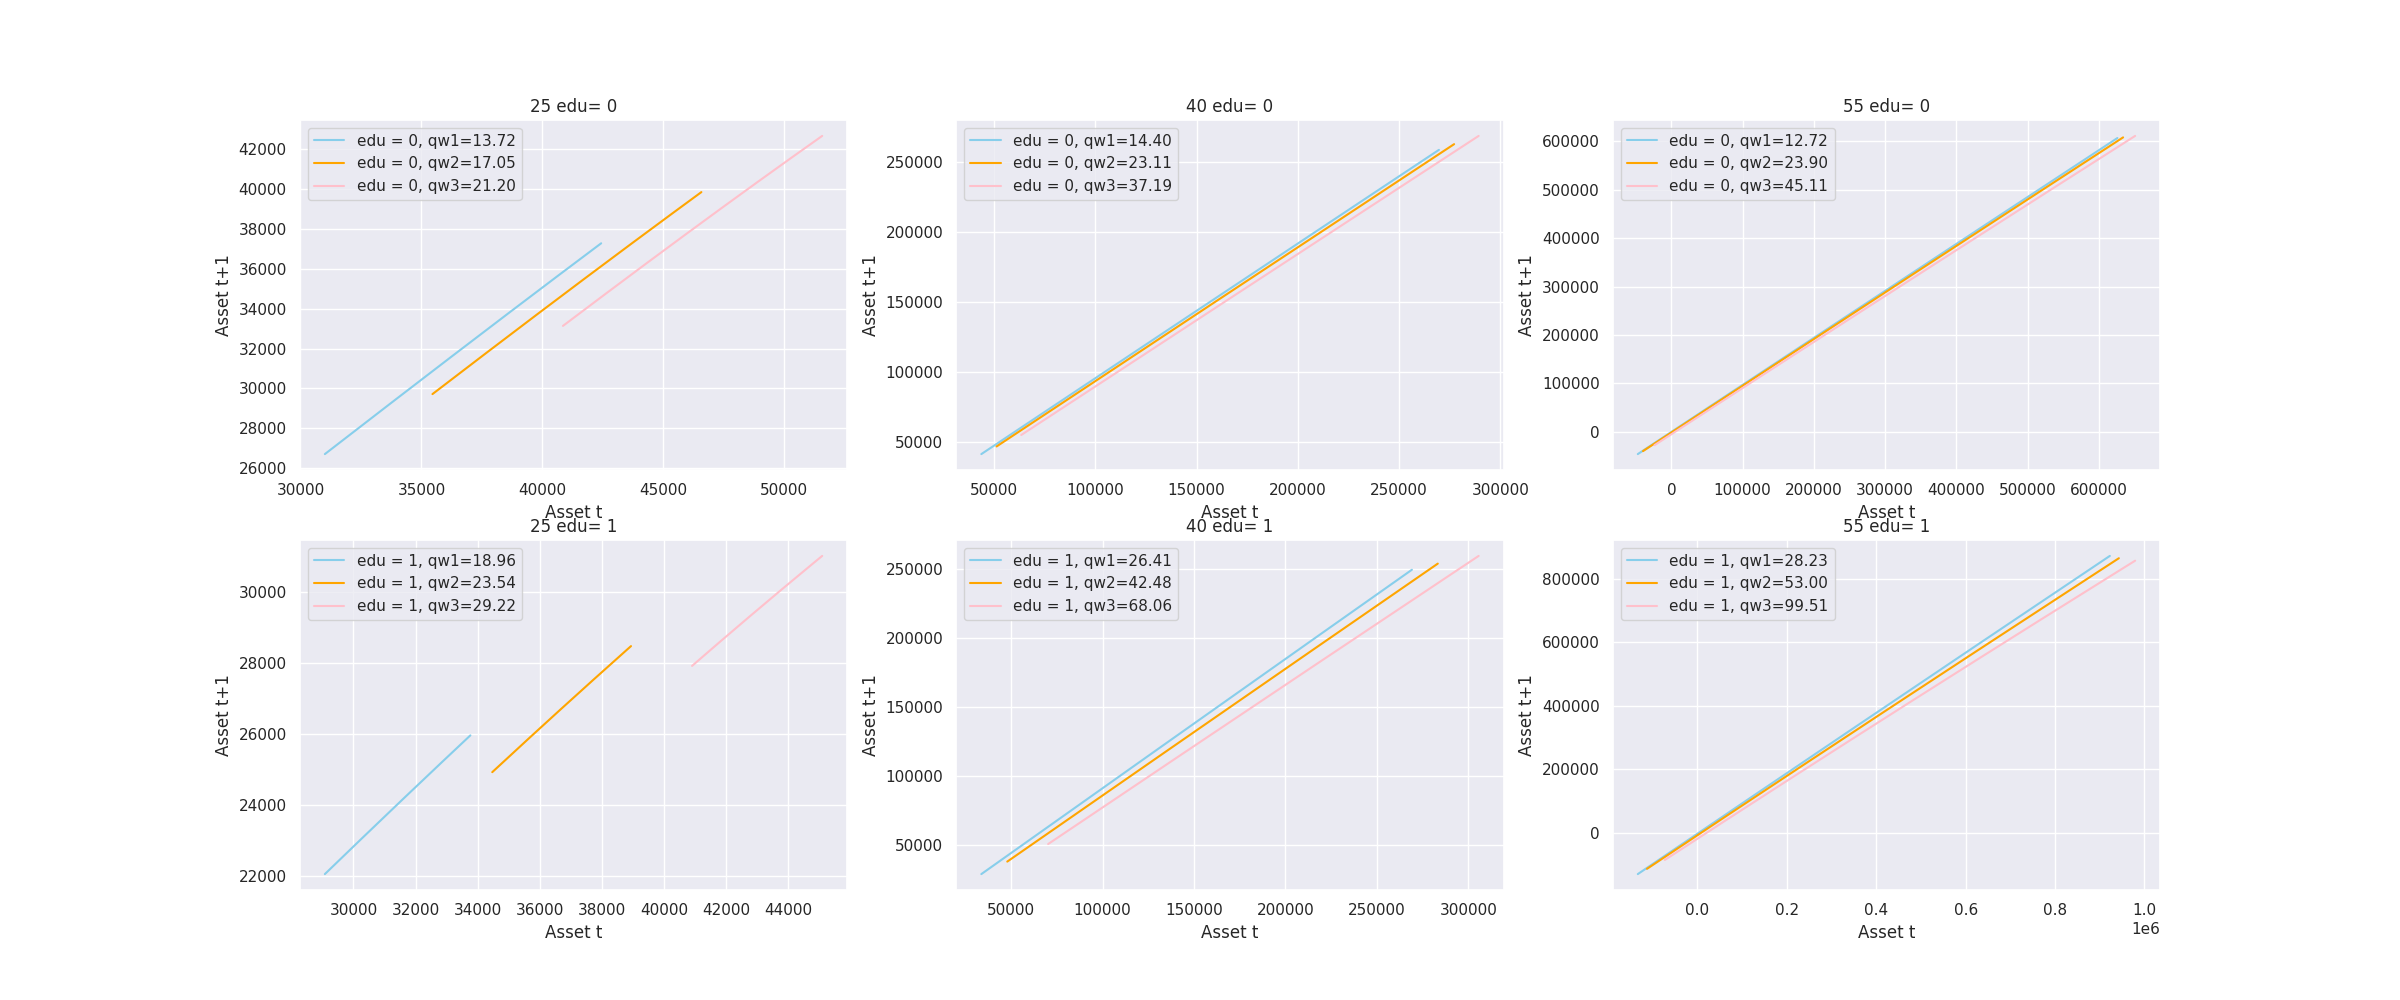 25 edu= 0
edu = 0, qw1=13.72
edu = 0, qw2=17.05
edu = 0, qw3=21.20
Asset t+1
42000
40000
38000
36000
34000
32000
30000
28000
26000
30000 35000 40000 45000 50000
Asset t
40 edu= 0
edu = 0, qw1=14.40
edu = 0, qw2=23.11
edu = 0, qw3=37.19
Asset t+1
250000
200000
150000
100000
50000
50000 100000 150000 200000 250000 300000
Asset t
55 edu= 0
edu = 0, qw1=12.72
edu = 0, qw2=23.90
edu = 0, qw3=45.11
Asset t+1
600000
500000
400000
300000
200000
100000
0
0 100000 200000 300000 400000 500000 600000
Asset t
25 edu= 1
edu = 1, qw1=18.96
edu = 1, qw2=23.54
edu = 1, qw3=29.22
Asset t+1
30000
28000
26000
24000
22000
30000 32000 34000 36000 38000 40000 42000 44000
Asset t
40 edu= 1
edu = 1, qw1=26.41
edu = 1, qw2=42.48
edu = 1, qw3=68.06
Asset t+1
250000
200000
150000
100000
50000
50000 100000 150000 200000 250000 300000
Asset t
55 edu= 1
edu = 1, qw1=28.23
edu = 1, qw2=53.00
edu = 1, qw3=99.51
Asset t+1
800000
600000
400000
200000
0
0.0 0.2 0.4 0.6 0.8 1.0
1e6
Asset t